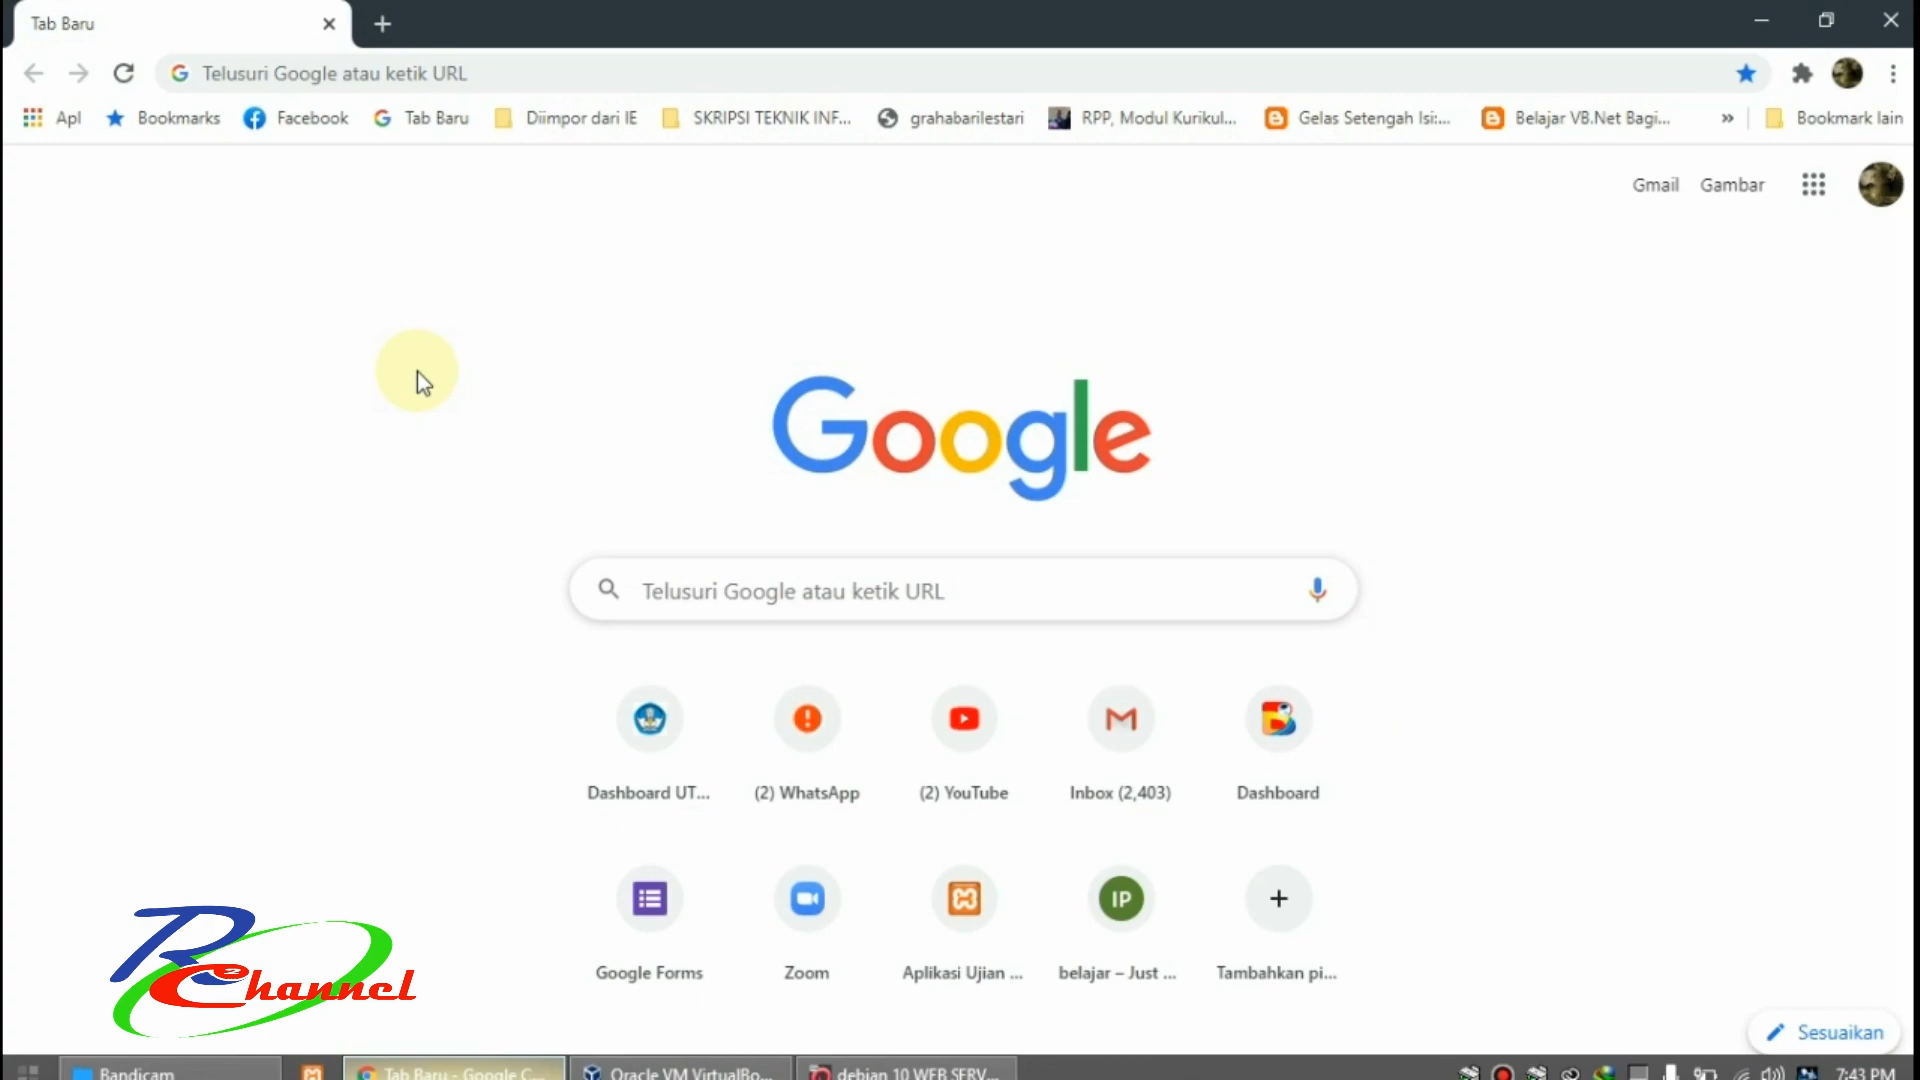 Tab Baru
Telusuri Google atau ketik URL
Apl Bookmarks Facebook Tab Baru Diimpor dari IE SKRIPSI TEKNIK INF... grahabarilestari RPP, Modul Kurikul... Gelas Setengah Isi:... Belajar VB.Net Bagi... » Bookmark lain
Gmail Gambar
Google
Telusuri Google atau ketik URL
Dashboard UT... (2) WhatsApp (2) YouTube Inbox (2,403) Dashboard
IP
Google Forms Zoom Aplikasi Ujian ... belajar – Just ... Tambahkan pi...
R2 Channel
Sesuaikan
Bandicam Tab Baru - Google C... Oracle VM VirtualBo... debian 10 WEB SERV... 7:43 PM